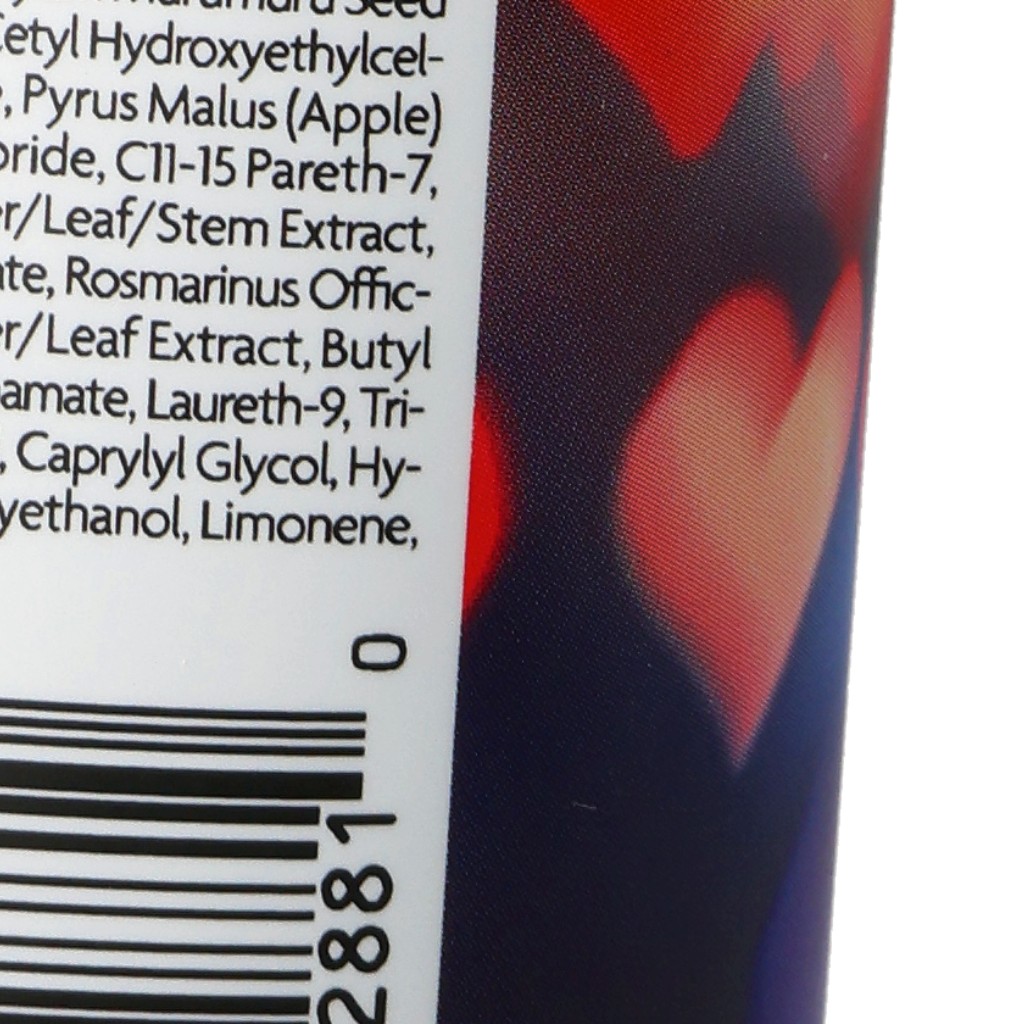 Seed
Cetyl Hydroxyethylcel-
, Pyrus Malus (Apple)
oride, C11-15 Pareth-7,
r/Leaf/Stem Extract,
ate, Rosmarinus Offic-
r/Leaf Extract, Butyl
amate, Laureth-9, Tri-
, Caprylyl Glycol, Hy-
yethanol, Limonene,
0
2881